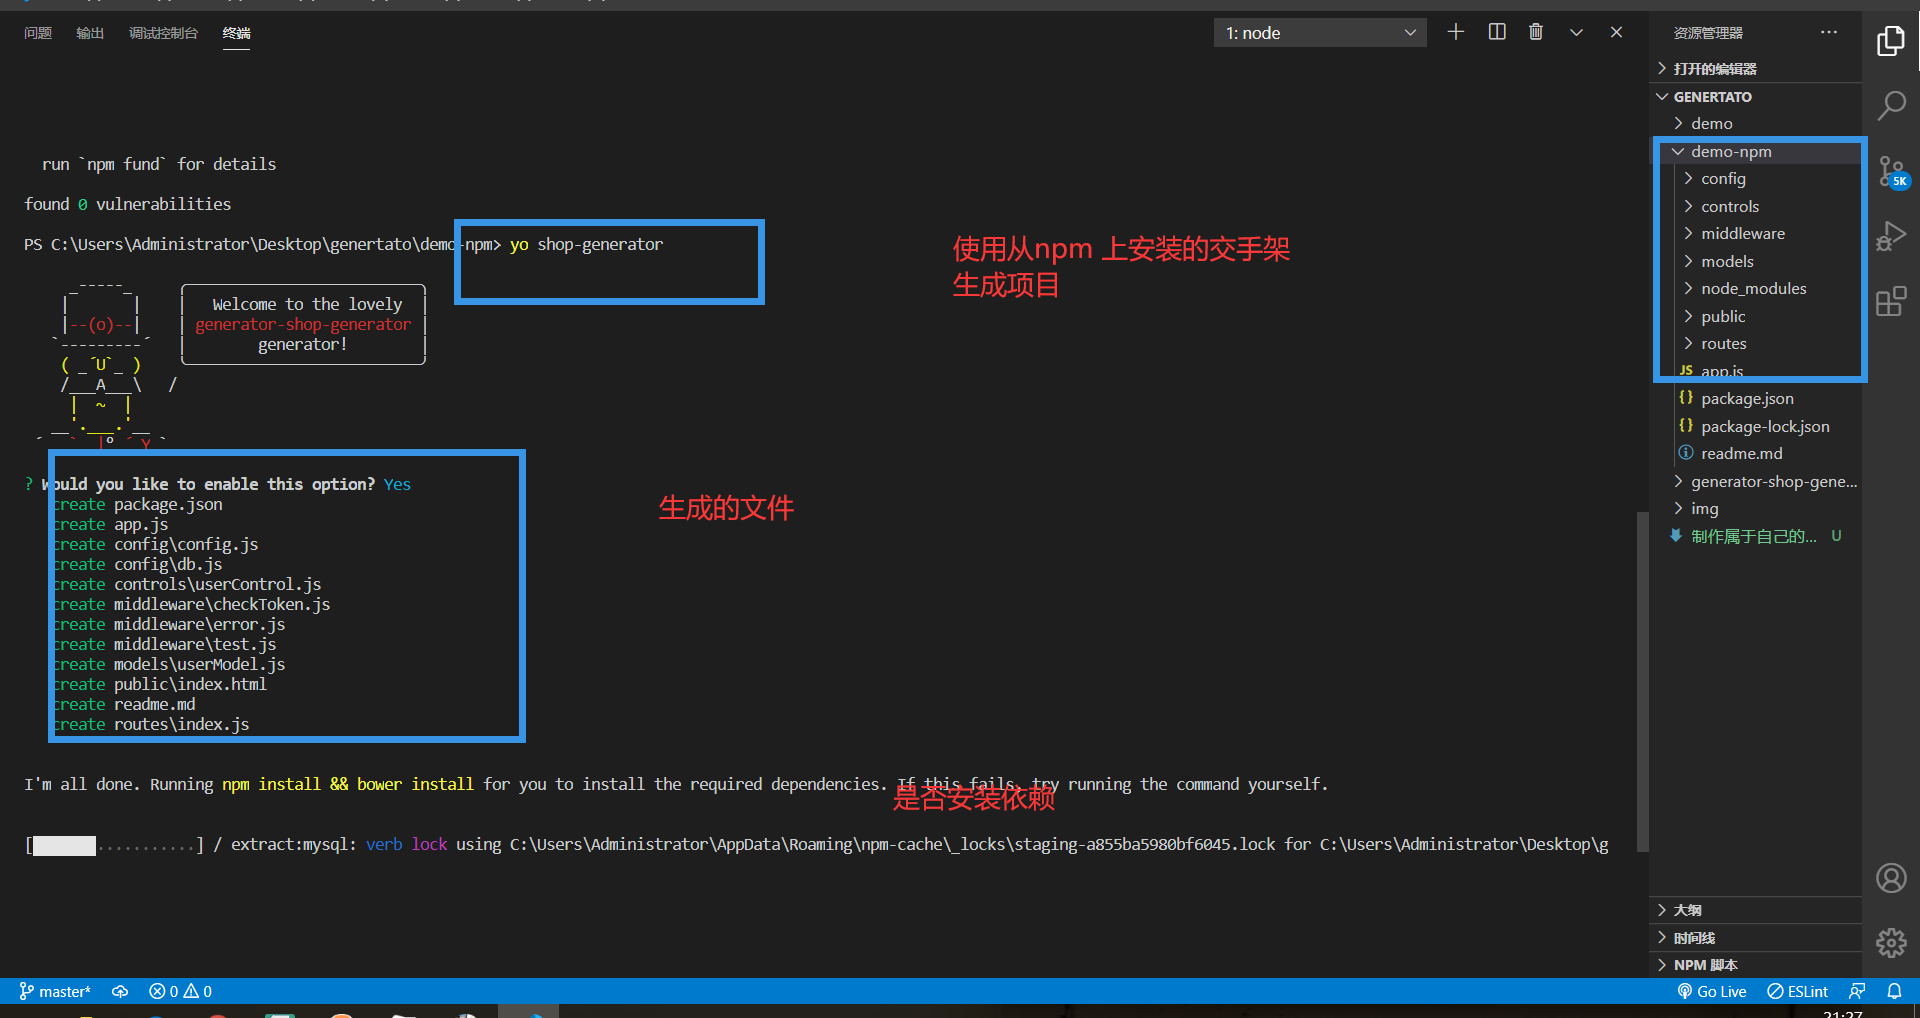 问题 输出 调试控制台 终端
1: node
资源管理器
打开的编辑器
GENERTATO
demo
demo-npm
config
controls
middleware
models
node_modules
public
routes
JS app.js
{} package.json
{} package-lock.json
readme.md
generator-shop-gene...
img
制作属于自己的... U
5K
run `npm fund` for details
found 0 vulnerabilities
PS C:\Users\Administrator\Desktop\genertato\demo-npm> yo shop-generator
使用从npm 上安装的交手架
生成项目
Welcome to the lovely
generator-shop-generator
generator!
? Would you like to enable this option? Yes
create package.json
create app.js
create config\config.js
create config\db.js
create controls\userControl.js
create middleware\checkToken.js
create middleware\error.js
create middleware\test.js
create models\userModel.js
create public\index.html
create readme.md
create routes\index.js
生成的文件
I'm all done. Running npm install && bower install for you to install the required dependencies. If this fails, try running the command yourself.
是否安装依赖
[ ...........] / extract:mysql: verb lock using C:\Users\Administrator\AppData\Roaming\npm-cache\_locks\staging-a855ba5980bf6045.lock for C:\Users\Administrator\Desktop\g
大纲
时间线
NPM 脚本
master* 0 0
Go Live ESLint
21:27